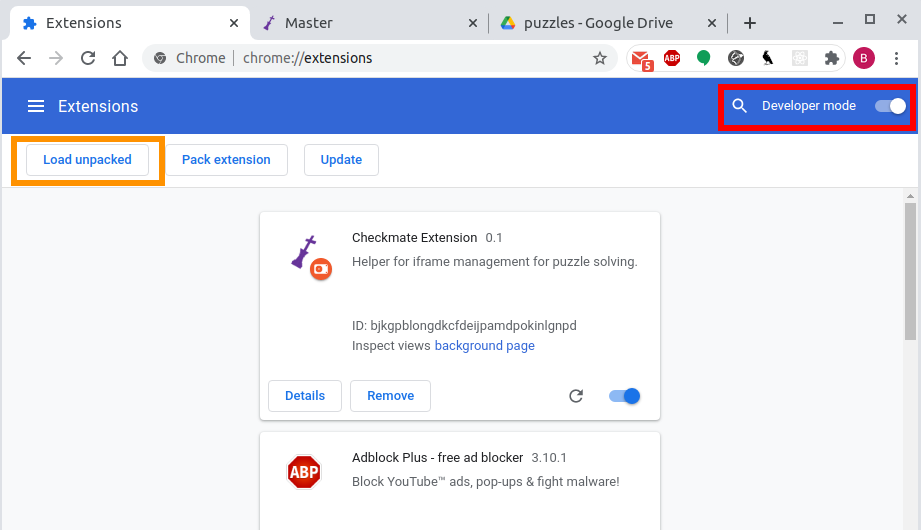 Extensions
Master
puzzles - Google Drive
Chrome
chrome://extensions
5
ABP
B
Extensions
Developer mode
Load unpacked
Pack extension
Update
Checkmate Extension 0.1
Helper for iframe management for puzzle solving.
ID: bjkgpblongdkcfdeijpamdpokinlgnpd
Inspect views background page
Details
Remove
ABP
Adblock Plus - free ad blocker 3.10.1
Block YouTube™ ads, pop-ups & fight malware!